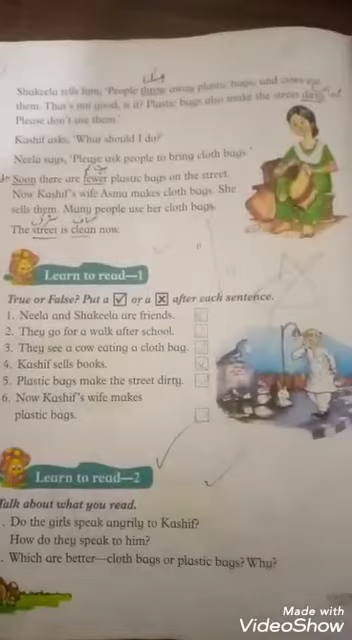 Shakeela tells him, 'People throw away plastic bags, and cows eat
them. That's not good, is it? Plastic bags also make the street dirty.
Please don't use them.'
Kashif asks, 'What should I do?'
Neela says, 'Please ask people to bring cloth bags.'
Soon there are fewer plastic bags on the street.
Now Kashif's wife Asma makes cloth bags. She
sells them. Many people use her cloth bags.
سڑک صاف
The street is clean now.
Learn to read—1
True or False? Put a ☑ or a ☒ after each sentence.
1. Neela and Shakeela are friends.
2. They go for a walk after school.
3. They see a cow eating a cloth bag.
4. Kashif sells books.
5. Plastic bags make the street dirty.
6. Now Kashif's wife makes
plastic bags.
Learn to read—2
Talk about what you read.
. Do the girls speak angrily to Kashif?
How do they speak to him?
. Which are better—cloth bags or plastic bags? Why?
Made with
VideoShow